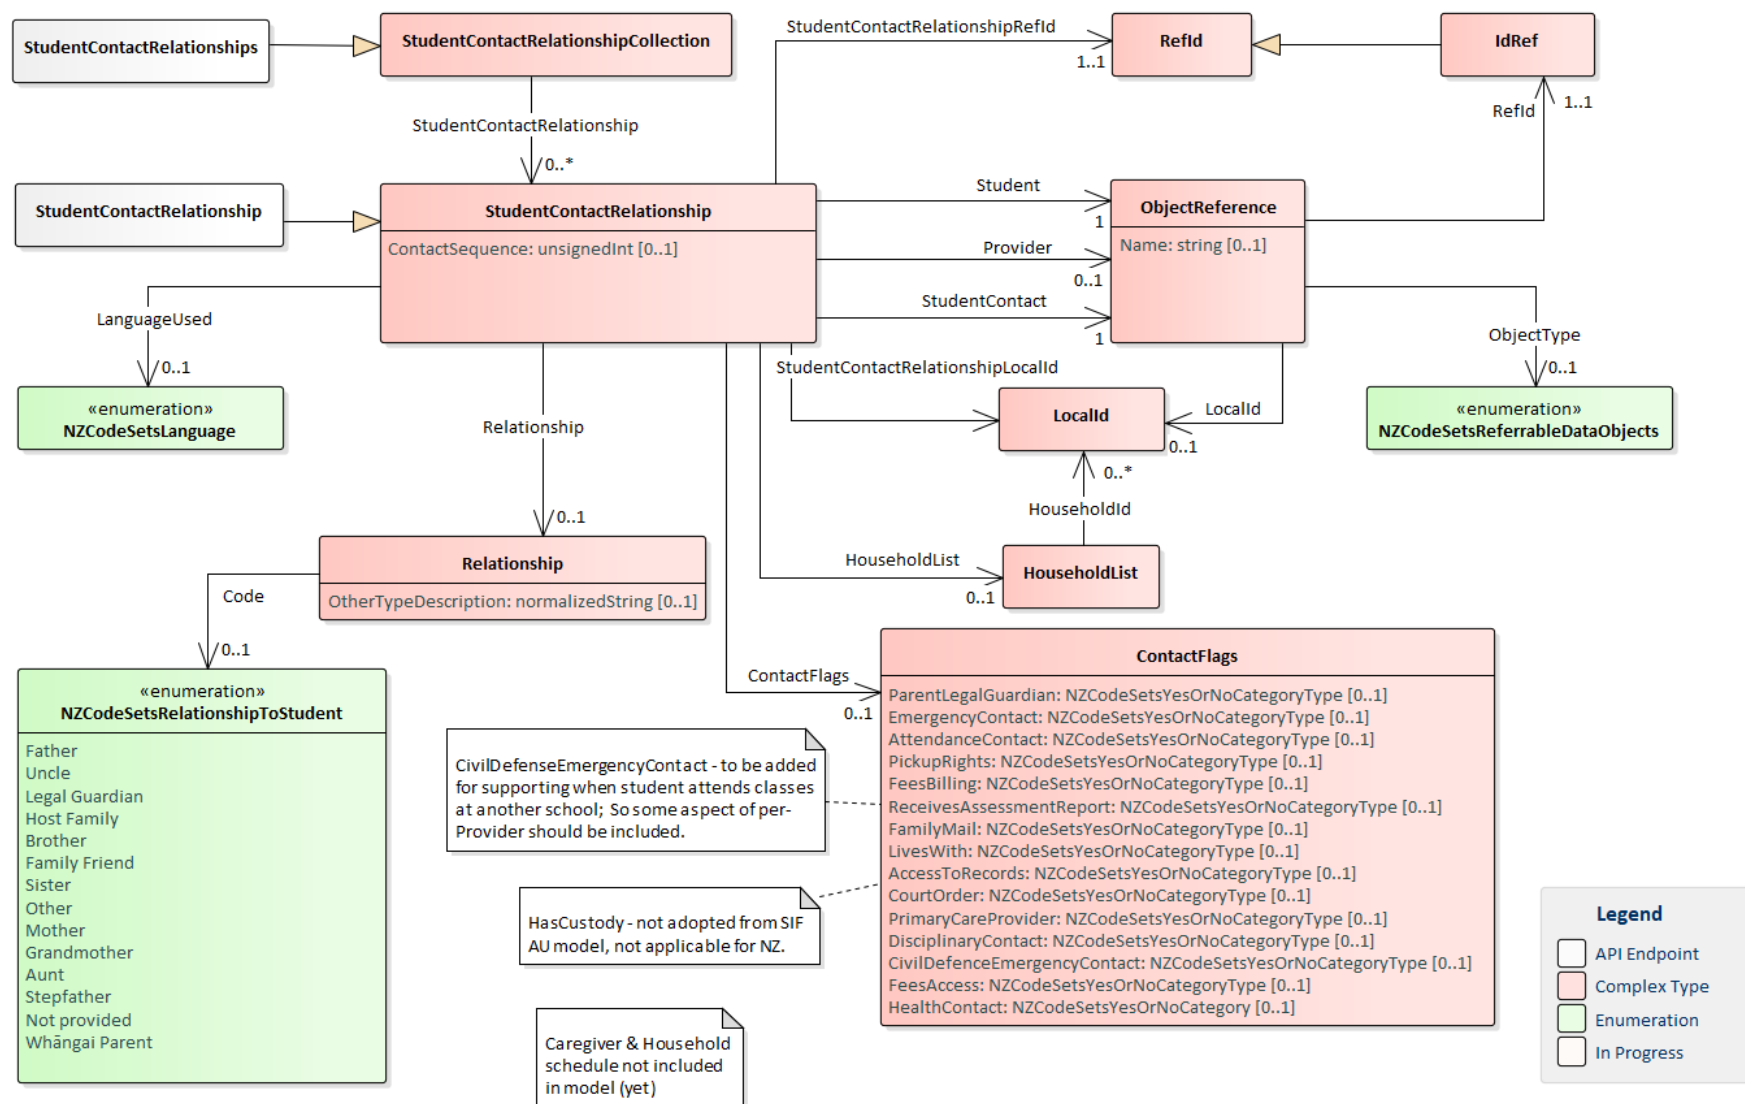 StudentContactRelationships
StudentContactRelationshipCollection
StudentContactRelationshipRefId
1..1
RefId
IdRef
RefId
1..1
StudentContactRelationship
0..*
StudentContactRelationship
StudentContactRelationship
ContactSequence: unsignedInt [0..1]
Student
1
Provider
0..1
StudentContact
1
ObjectReference
Name: string [0..1]
LanguageUsed
0..1
«enumeration»
NZCodeSetsLanguage
StudentContactRelationshipLocalId
LocalId
LocalId
0..1
ObjectType
0..1
«enumeration»
NZCodeSetsReferrableDataObjects
Relationship
0..1
0..*
HouseholdId
HouseholdList
0..1
HouseholdList
Relationship
OtherTypeDescription: normalizedString [0..1]
Code
0..1
«enumeration»
NZCodeSetsRelationshipToStudent
Father
Uncle
Legal Guardian
Host Family
Brother
Family Friend
Sister
Other
Mother
Grandmother
Aunt
Stepfather
Not provided
Whāngai Parent
ContactFlags
0..1
ContactFlags
ParentLegalGuardian: NZCodeSetsYesOrNoCategoryType [0..1]
EmergencyContact: NZCodeSetsYesOrNoCategoryType [0..1]
AttendanceContact: NZCodeSetsYesOrNoCategoryType [0..1]
PickupRights: NZCodeSetsYesOrNoCategoryType [0..1]
FeesBilling: NZCodeSetsYesOrNoCategoryType [0..1]
ReceivesAssessmentReport: NZCodeSetsYesOrNoCategoryType [0..1]
FamilyMail: NZCodeSetsYesOrNoCategoryType [0..1]
LivesWith: NZCodeSetsYesOrNoCategoryType [0..1]
AccessToRecords: NZCodeSetsYesOrNoCategoryType [0..1]
CourtOrder: NZCodeSetsYesOrNoCategoryType [0..1]
PrimaryCareProvider: NZCodeSetsYesOrNoCategoryType [0..1]
DisciplinaryContact: NZCodeSetsYesOrNoCategoryType [0..1]
CivilDefenceEmergencyContact: NZCodeSetsYesOrNoCategoryType [0..1]
FeesAccess: NZCodeSetsYesOrNoCategoryType [0..1]
HealthContact: NZCodeSetsYesOrNoCategory [0..1]
CivilDefenseEmergencyContact - to be added
for supporting when student attends classes
at another school; So some aspect of per-
Provider should be included.
HasCustody - not adopted from SIF
AU model, not applicable for NZ.
Caregiver & Household
schedule not included
in model (yet)
Legend
API Endpoint
Complex Type
Enumeration
In Progress